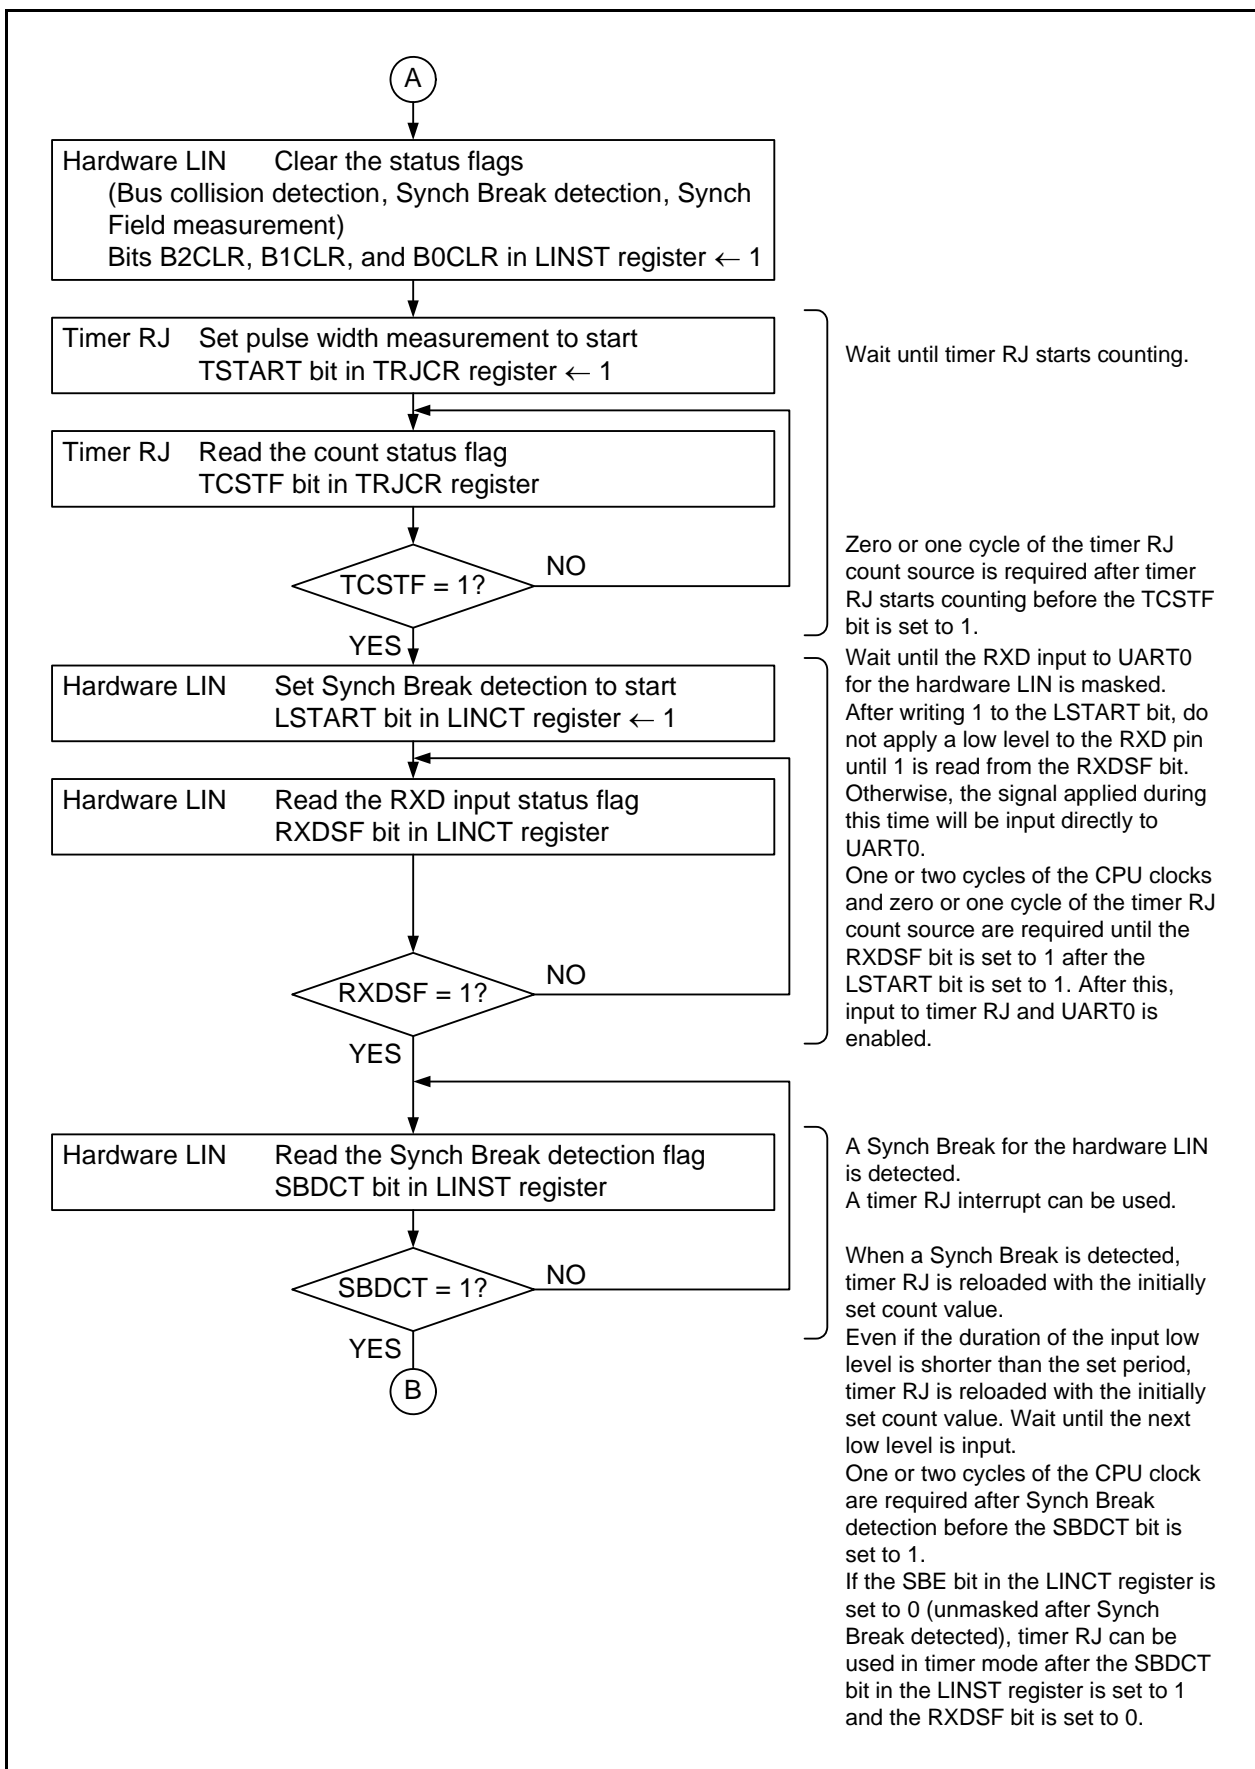 A
Hardware LIN Clear the status flags
(Bus collision detection, Synch Break detection, Synch
Field measurement)
Bits B2CLR, B1CLR, and B0CLR in LINST register ← 1
Timer RJ Set pulse width measurement to start
TSTART bit in TRJCR register ← 1
Wait until timer RJ starts counting.
Timer RJ Read the count status flag
TCSTF bit in TRJCR register
TCSTF = 1?
NO
YES
Zero or one cycle of the timer RJ
count source is required after timer
RJ starts counting before the TCSTF
bit is set to 1.
Hardware LIN Set Synch Break detection to start
LSTART bit in LINCT register ← 1
Hardware LIN Read the RXD input status flag
RXDSF bit in LINCT register
RXDSF = 1?
NO
YES
Wait until the RXD input to UART0
for the hardware LIN is masked.
After writing 1 to the LSTART bit, do
not apply a low level to the RXD pin
until 1 is read from the RXDSF bit.
Otherwise, the signal applied during
this time will be input directly to
UART0.
One or two cycles of the CPU clocks
and zero or one cycle of the timer RJ
count source are required until the
RXDSF bit is set to 1 after the
LSTART bit is set to 1. After this,
input to timer RJ and UART0 is
enabled.
Hardware LIN Read the Synch Break detection flag
SBDCT bit in LINST register
SBDCT = 1?
NO
YES
B
A Synch Break for the hardware LIN
is detected.
A timer RJ interrupt can be used.
When a Synch Break is detected,
timer RJ is reloaded with the initially
set count value.
Even if the duration of the input low
level is shorter than the set period,
timer RJ is reloaded with the initially
set count value. Wait until the next
low level is input.
One or two cycles of the CPU clock
are required after Synch Break
detection before the SBDCT bit is
set to 1.
If the SBE bit in the LINCT register is
set to 0 (unmasked after Synch
Break detected), timer RJ can be
used in timer mode after the SBDCT
bit in the LINST register is set to 1
and the RXDSF bit is set to 0.